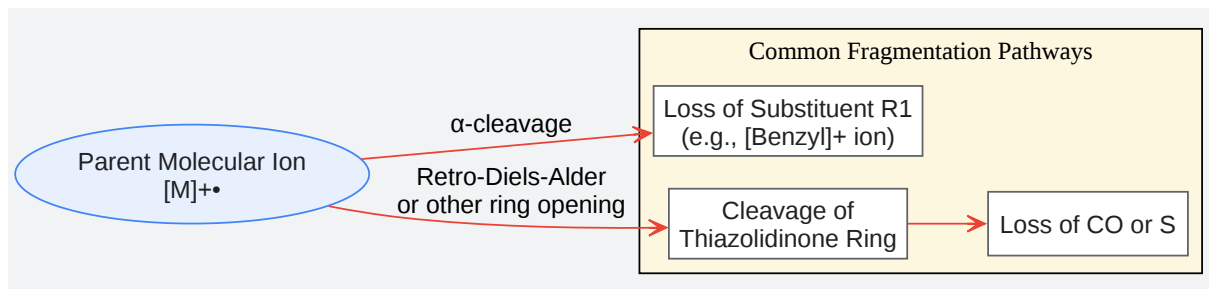 Common Fragmentation Pathways
Parent Molecular Ion
[M]+•
α-cleavage
Loss of Substituent R1
(e.g., [Benzyl]+ ion)
Retro-Diels-Alder
or other ring opening
Cleavage of
Thiazolidinone Ring
Loss of CO or S